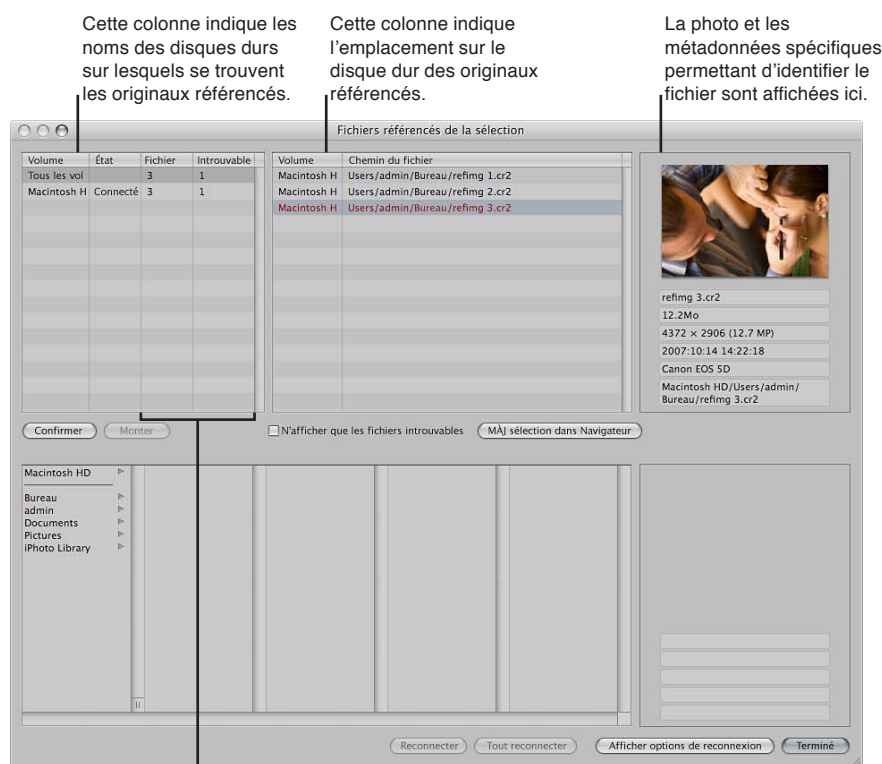 Cette colonne indique les
noms des disques durs
sur lesquels se trouvent
les originaux référencés.
Cette colonne indique
l'emplacement sur le
disque dur des originaux
référencés.
La photo et les
métadonnées spécifiques
permettant d'identifier le
fichier sont affichées ici.
Fichiers référencés de la sélection
Volume État Fichier Introuvable
Tous les vol 3 1
Macintosh H Connecté 3 1
Volume Chemin du fichier
Macintosh H Users/admin/Bureau/refimg 1.cr2
Macintosh H Users/admin/Bureau/refimg 2.cr2
Macintosh H Users/admin/Bureau/refimg 3.cr2
refimg 3.cr2
12.2Mo
4372 × 2906 (12.7 MP)
2007:10:14 14:22:18
Canon EOS 5D
Macintosh HD/Users/admin/
Bureau/refimg 3.cr2
Confirmer Monter N'afficher que les fichiers introuvables MÀJ sélection dans Navigateur
Macintosh HD
Bureau
admin
Documents
Pictures
iPhoto Library
Reconnecter Tout reconnecter Afficher options de reconnexion Terminé